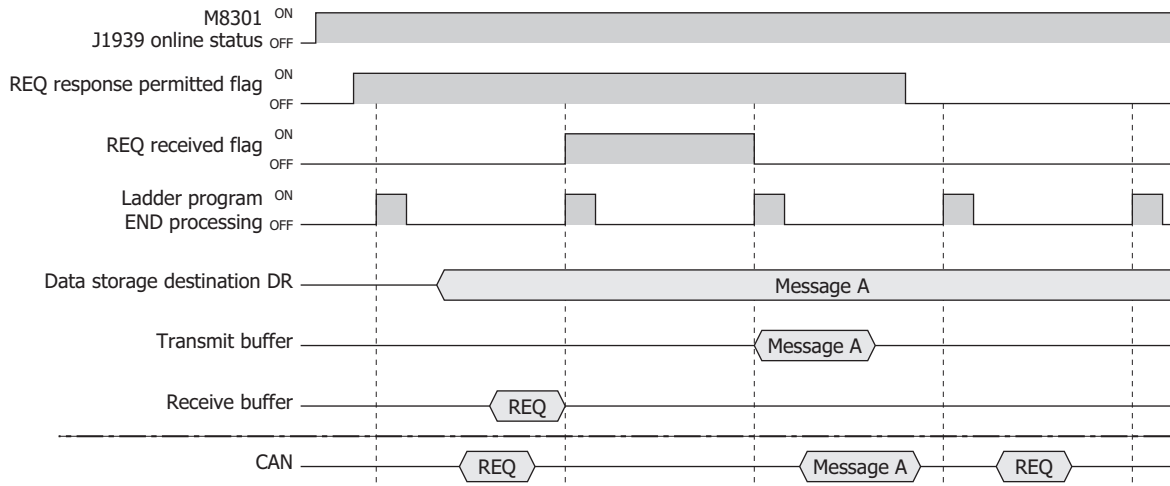 M8301
J1939 online status
ON
OFF
REQ response permitted flag
ON
OFF
REQ received flag
ON
OFF
Ladder program
END processing
ON
OFF
Data storage destination DR
Message A
Transmit buffer
Message A
Receive buffer
REQ
CAN
REQ
Message A
REQ